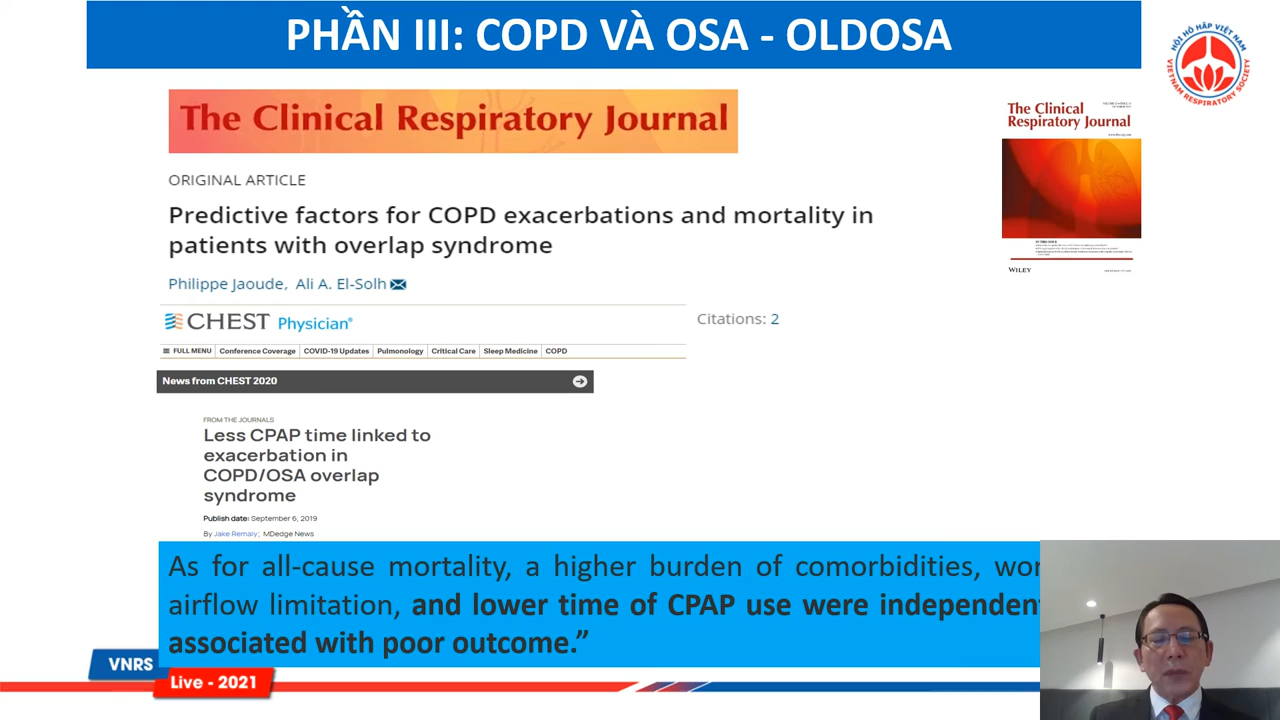 PHẦN III: COPD VÀ OSA - OLDOSA
HỘI HÔ HẤP VIỆT NAM
VIETNAM RESPIRATORY SOCIETY
The Clinical Respiratory Journal
The Clinical
Respiratory Journal
ORIGINAL ARTICLE
Predictive factors for COPD exacerbations and mortality in
patients with overlap syndrome
Philippe Jaoude, Ali A. El-Solh
WILEY
CHEST Physician®
Citations: 2
FULL MENU Conference Coverage COVID-19 Updates Pulmonology Critical Care Sleep Medicine COPD
News from CHEST 2020
FROM THE JOURNALS
Less CPAP time linked to
exacerbation in
COPD/OSA overlap
syndrome
Publish date: September 6, 2019
By Jake Remaly; MDedge News
As for all-cause mortality, a higher burden of comorbidities, wor
airflow limitation, and lower time of CPAP use were independent
associated with poor outcome.”
VNRS
Live - 2021